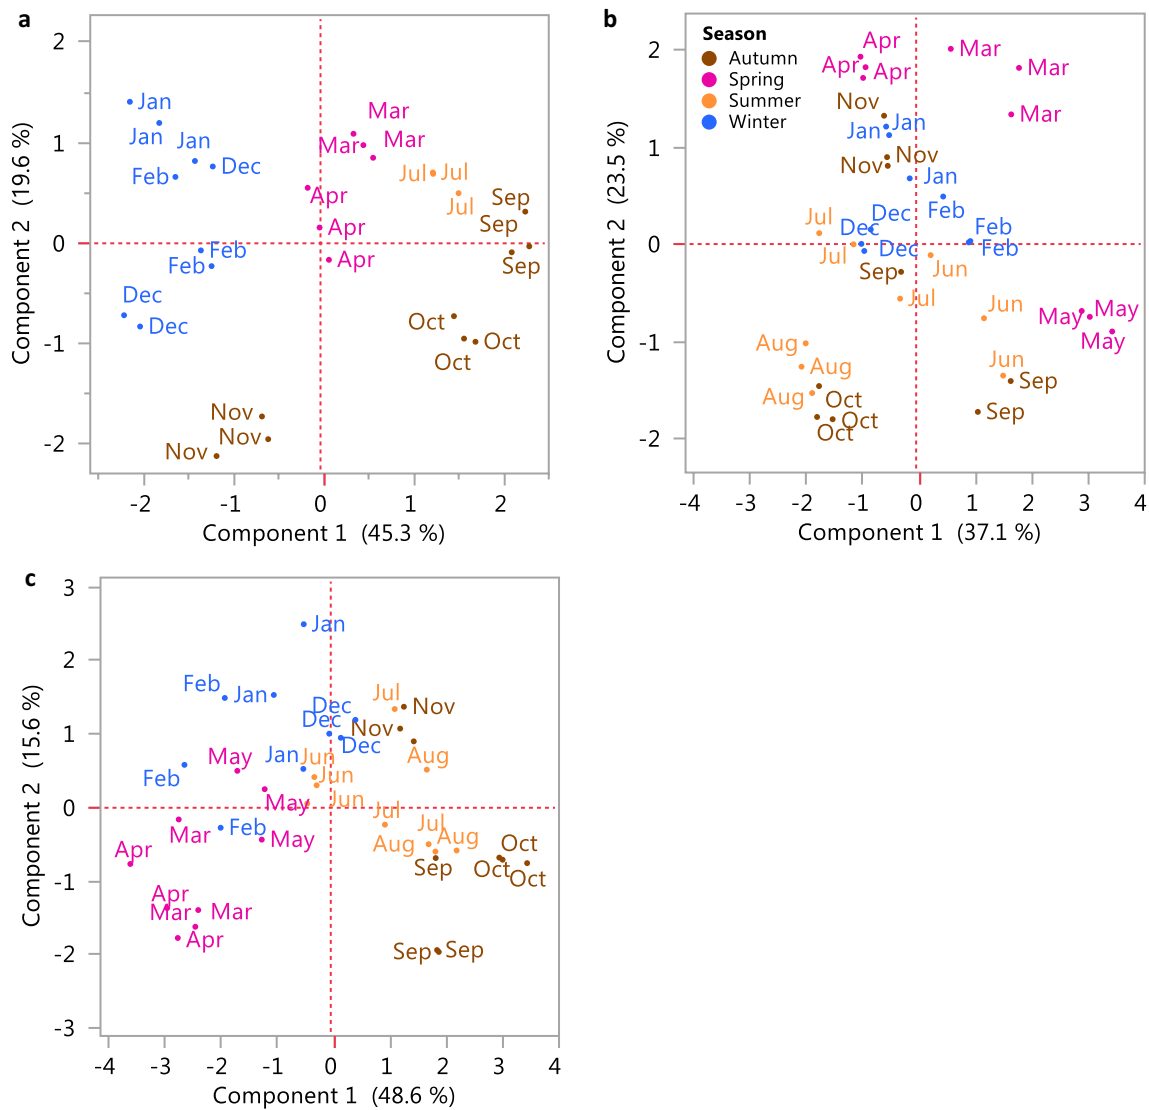 a
2
1
0
-1
-2
Component 2 (19.6 %)
Jan
Jan
Jan
Feb
Dec
Feb
Feb
Dec
Dec
Mar
Mar
Mar
Apr
Apr
Apr
Jul
Jul
Jul
Sep
Sep
Sep
Oct
Oct
Oct
Nov
Nov
Nov
-2
-1
0
1
2
Component 1 (45.3 %)
b
Season
Autumn
Spring
Summer
Winter
2
1
0
-1
-2
Component 2 (23.5 %)
Apr
Apr
Apr
Mar
Mar
Mar
Nov
Jan
Jan
Nov
Nov
Jan
Feb
Jul
Dec
Dec
Feb
Jul
Dec
Feb
Sep
Jun
Jul
Jun
May
May
May
Aug
Aug
Jun
Sep
Aug
Oct
Oct
Oct
Sep
-4
-3
-2
-1
0
1
2
3
4
Component 1 (37.1 %)
c
3
2
1
0
-1
-2
-3
Component 2 (15.6 %)
Jan
Feb
Jan
Jul
Nov
Dec
Dec
Nov
Dec
May
Jan
Jun
Aug
Feb
Jun
May
Jun
Jul
Mar
Feb
May
Jul
Aug
Aug
Apr
Sep
Oct
Oct
Oct
Apr
Mar
Mar
Apr
Sep
Sep
-4
-3
-2
-1
0
1
2
3
4
Component 1 (48.6 %)